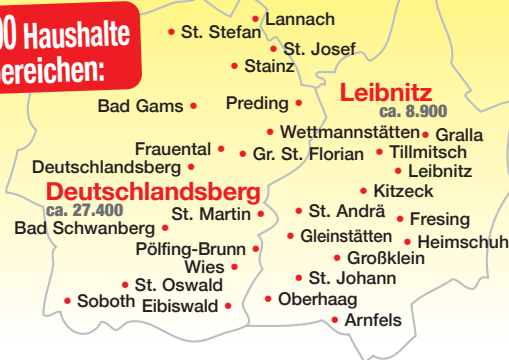 00 Haushalte
ereichen:
Lannach
St. Stefan
St. Josef
Stainz
Leibnitz
ca. 8.900
Bad Gams
Preding
Wettmannstätten
Gralla
Frauental
Gr. St. Florian
Tillmitsch
Deutschlandsberg
Leibnitz
Deutschlandsberg
ca. 27.400
Kitzeck
St. Martin
St. Andrä
Fresing
Bad Schwanberg
Gleinstätten
Heimschuh
Pölfing-Brunn
Großklein
Wies
St. Johann
St. Oswald
Soboth
Eibiswald
Oberhaag
Arnfels